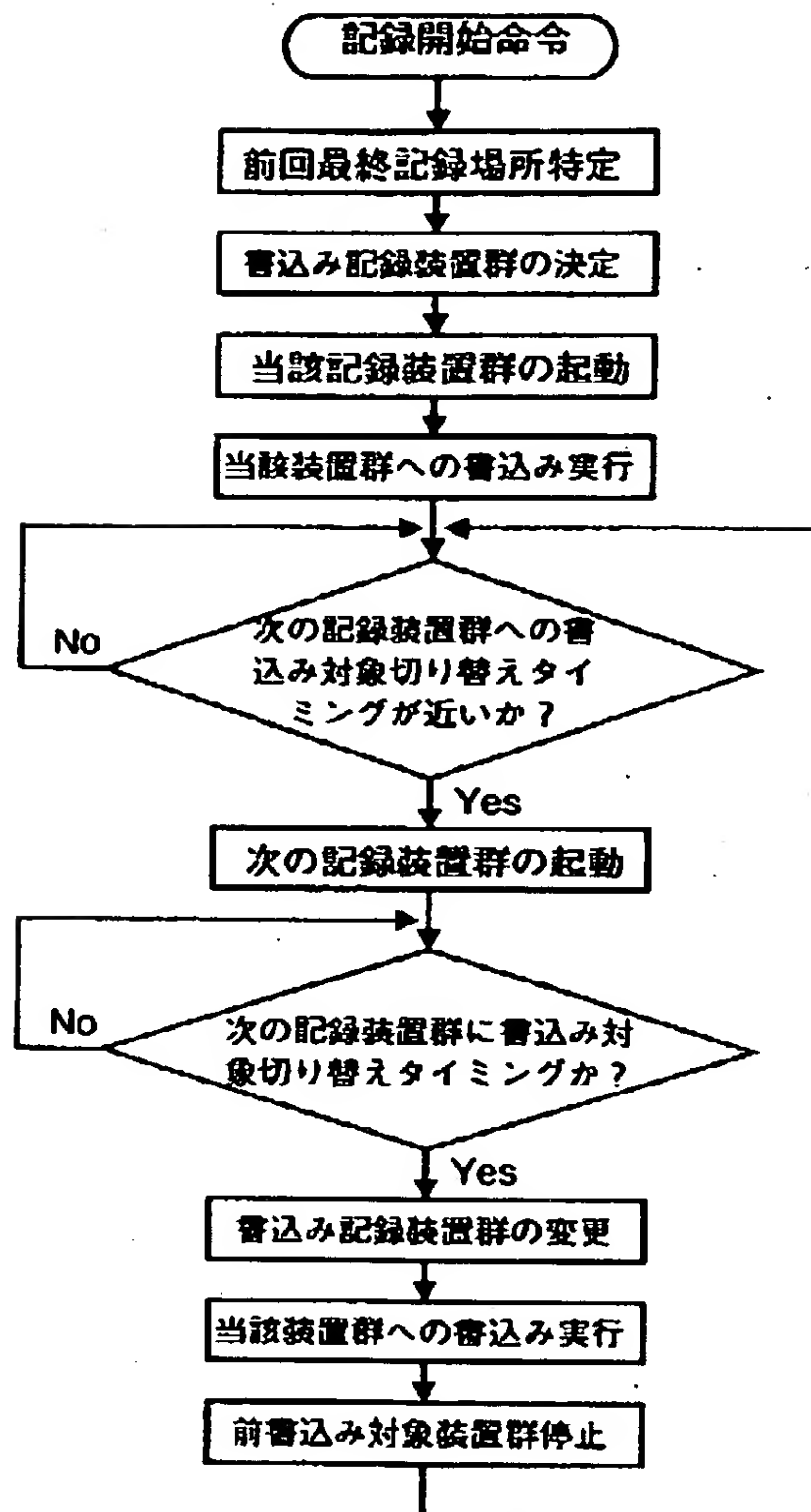 記録開始命令
前回最終記録場所特定
書込み記録装置群の決定
当該記録装置群の起動
当該装置群への書込み実行
次の記録装置群への書
込み対象切り替えタイ
ミングが近いか？
No
Yes
次の記録装置群の起動
次の記録装置群に書込み対
象切り替えタイミングか？
No
Yes
書込み記録装置群の変更
当該装置群への書込み実行
前書込み対象装置群停止